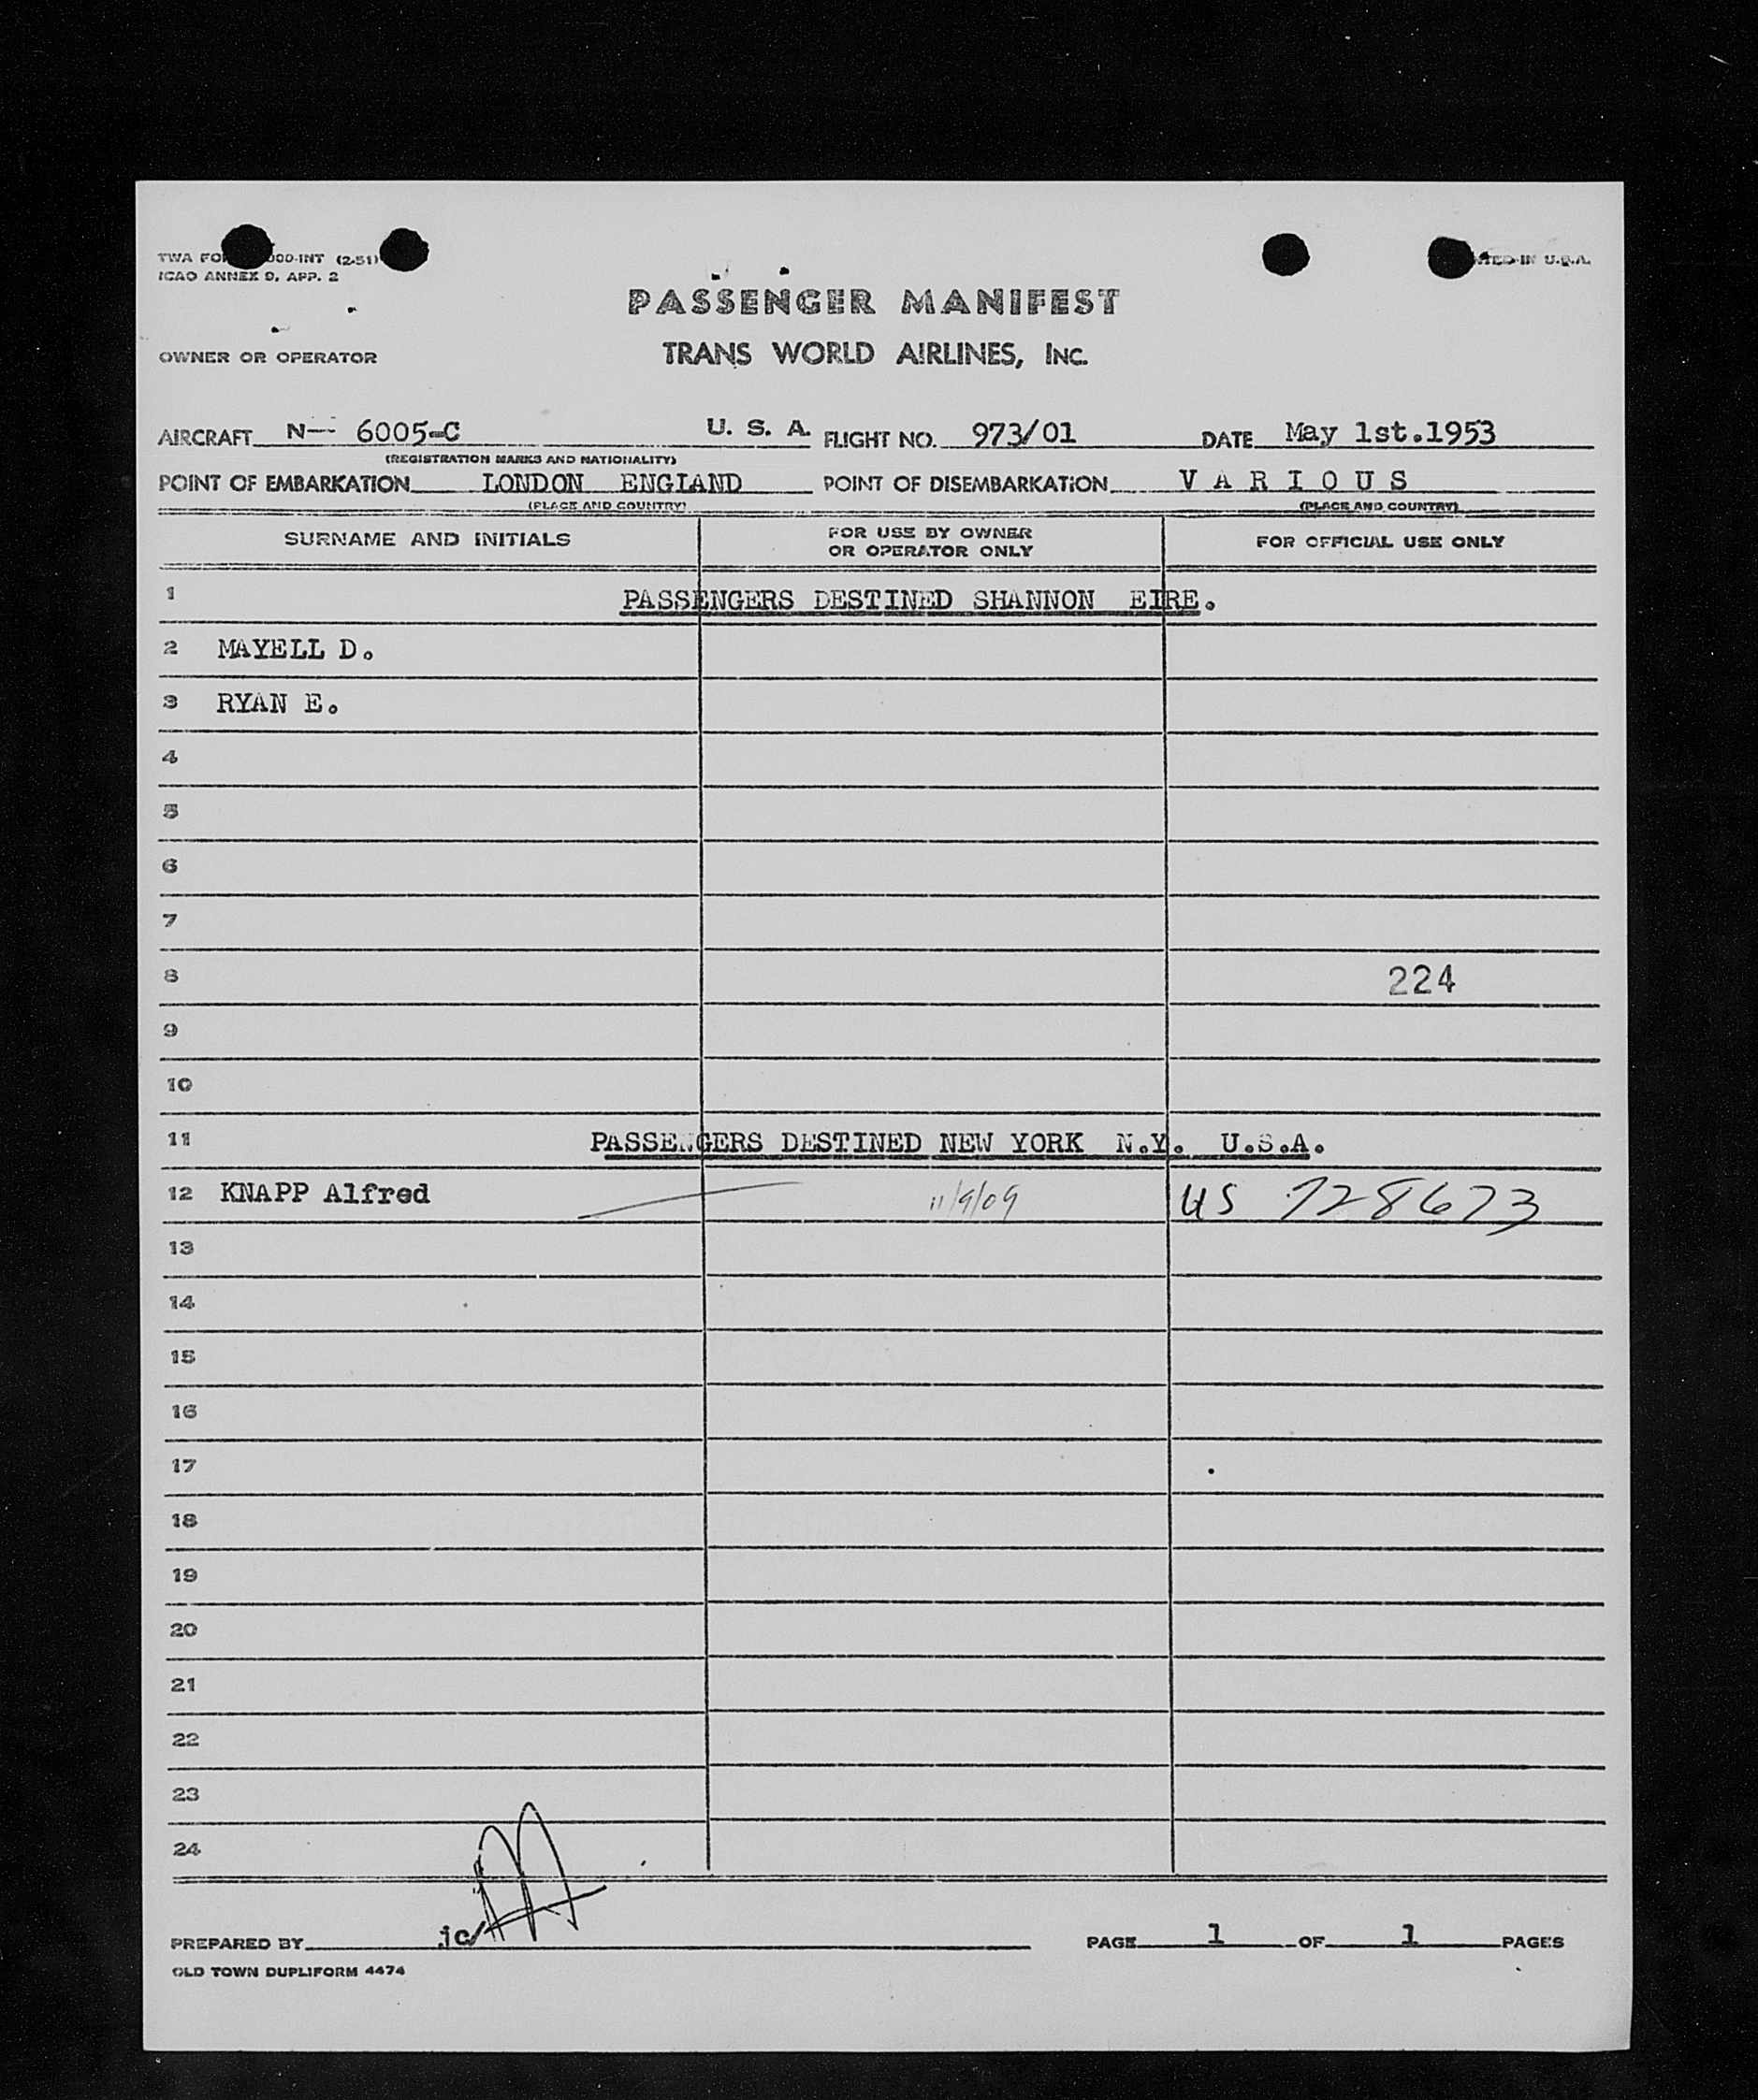 TWA FO 000-INT (2-51)
ICAO ANNEX 9, APP. 2
IN U.S.A.
PASSENGER MANIFEST
OWNER OR OPERATOR TRANS WORLD AIRLINES, INC.
AIRCRAFT N-- 6005-C U. S. A. FLIGHT NO. 973/01 DATE May 1st.1953
(REGISTRATION MARKS AND NATIONALITY)
POINT OF EMBARKATION LONDON ENGLAND POINT OF DISEMBARKATION V A R I O U S
(PLACE AND COUNTRY) (PLACE AND COUNTRY)
SURNAME AND INITIALS FOR USE BY OWNER OR OPERATOR ONLY FOR OFFICIAL USE ONLY
1 PASSENGERS DESTINED SHANNON EIRE.
2 MAYELL D.
3 RYAN E.
4
5
6
7
8 224
9
10
11 PASSENGERS DESTINED NEW YORK N.Y. U.S.A.
12 KNAPP Alfred 11/9/09 US 728673
13
14
15
16
17
18
19
20
21
22
23
24
PREPARED BY jc/ PAGE 1 OF 1 PAGES
OLD TOWN DUPLIFORM 4474